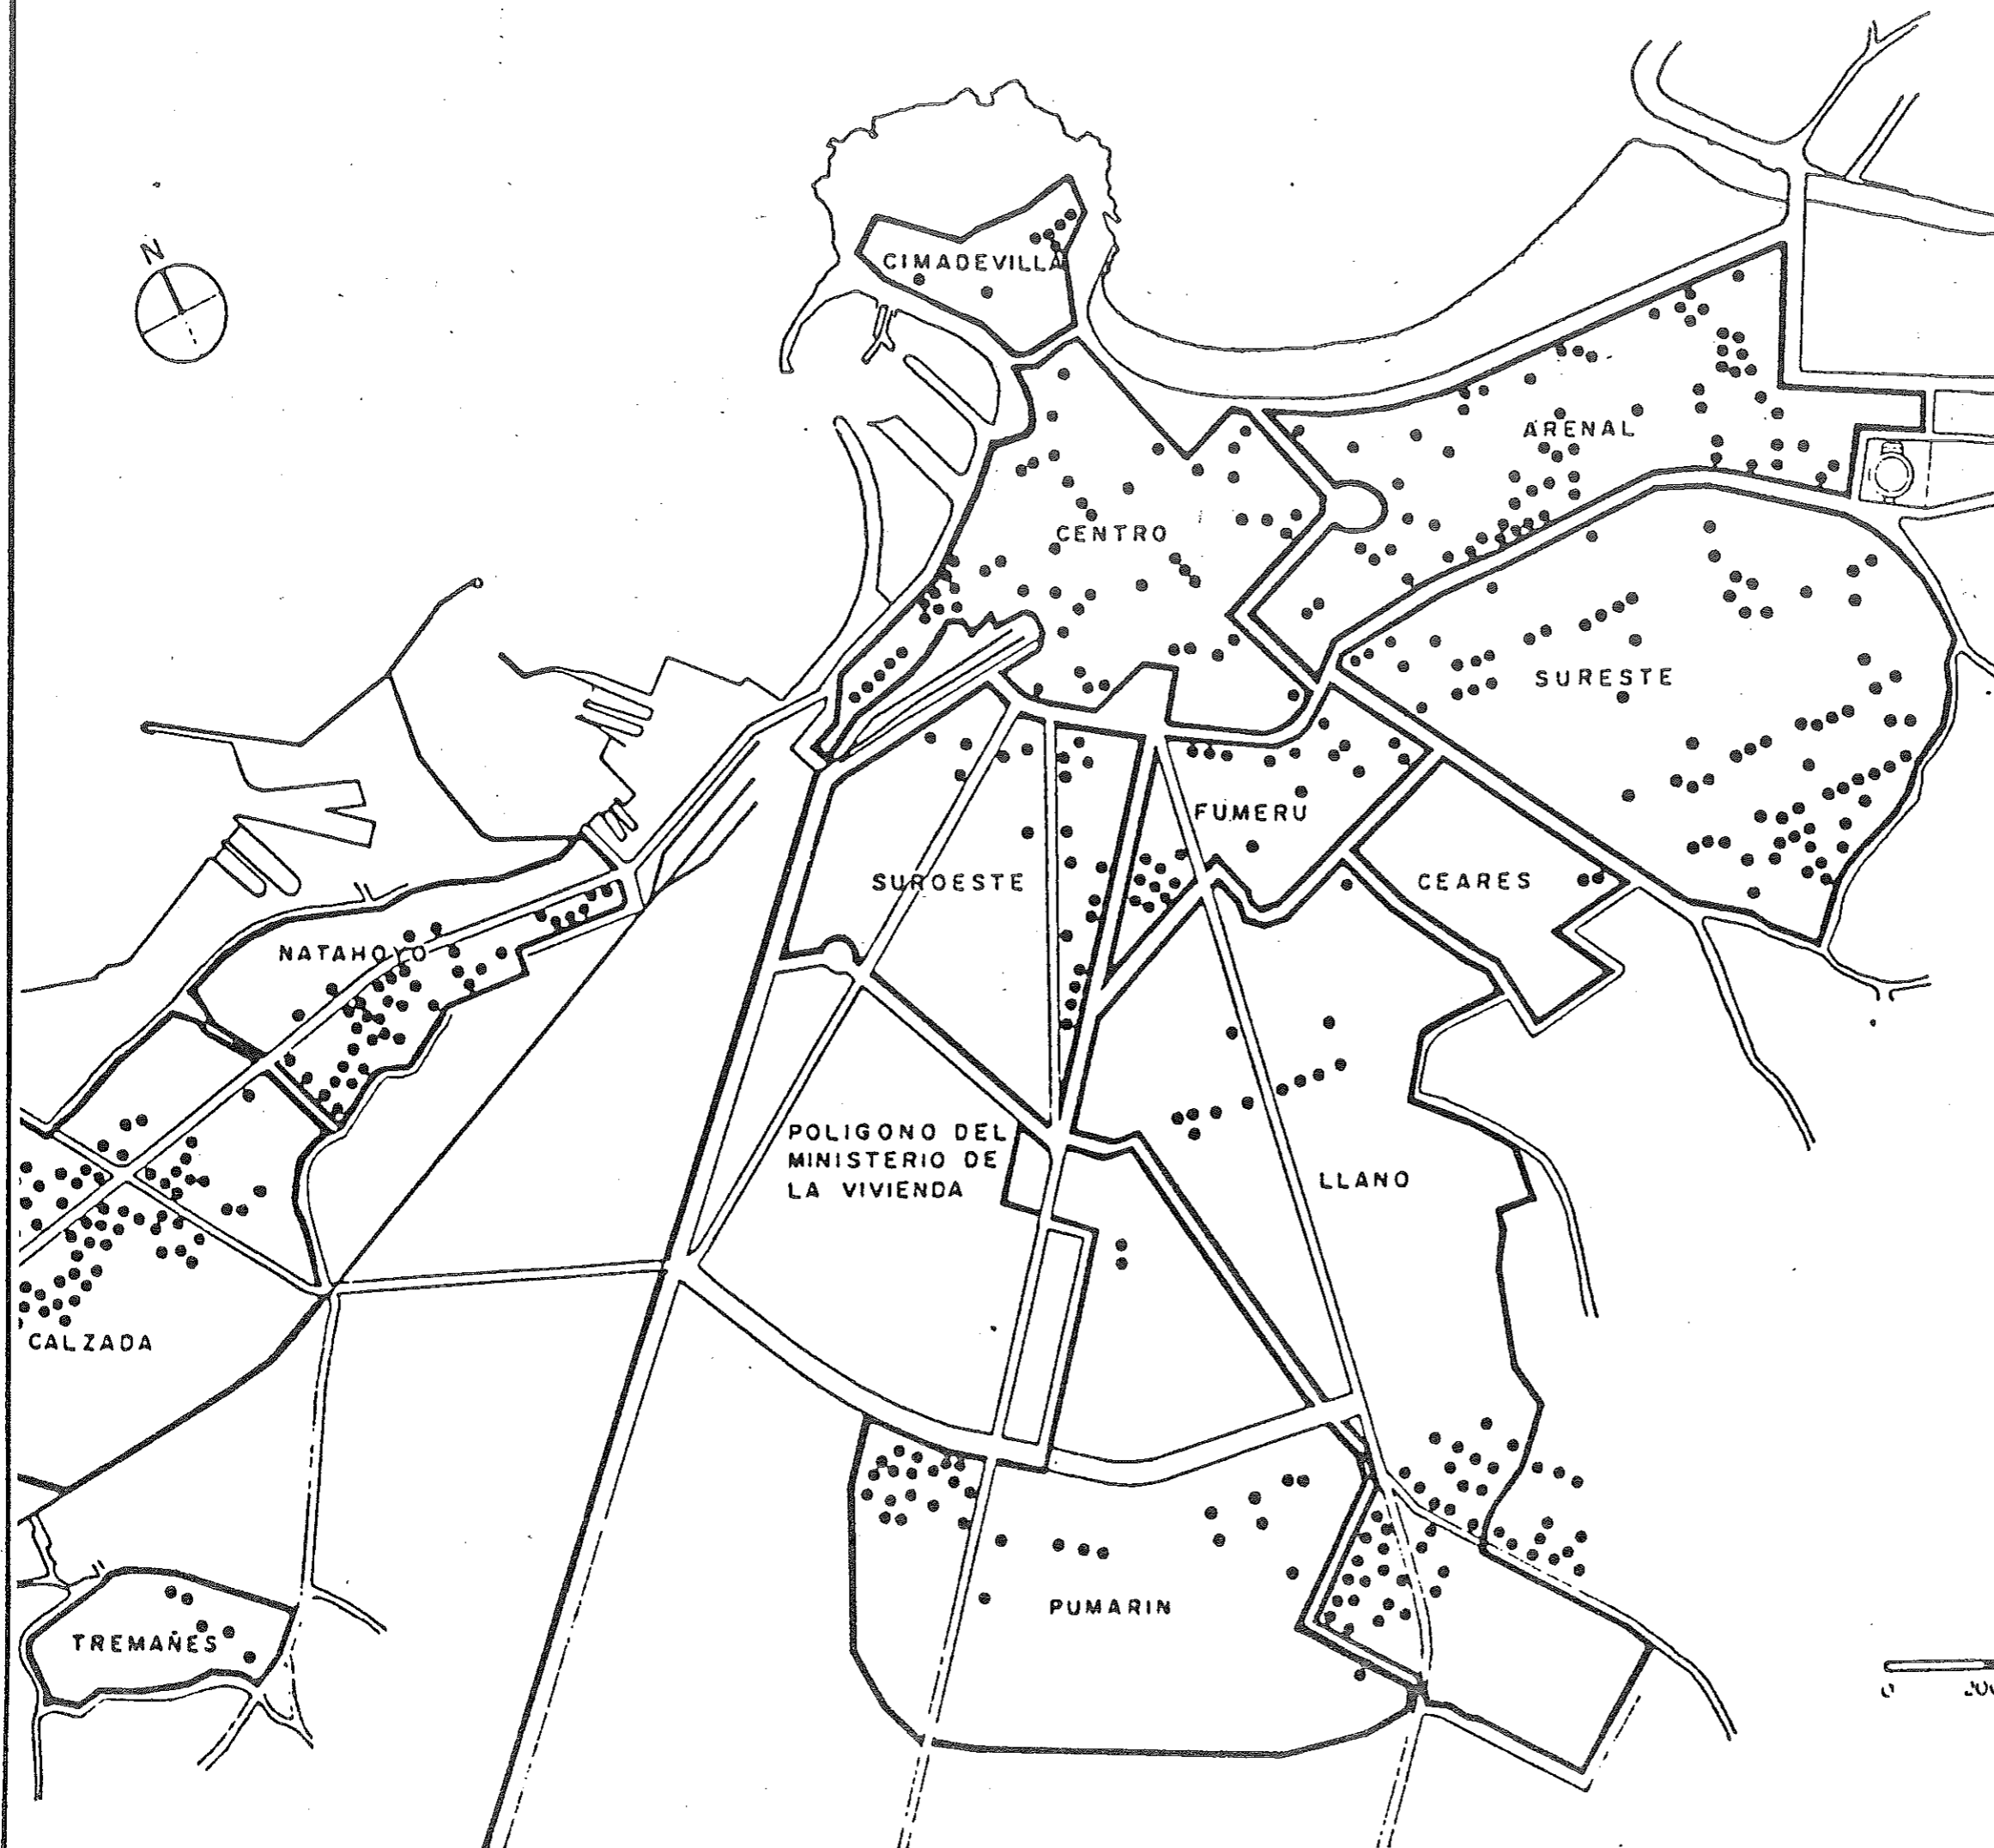 N
CIMADEVILLA
ARENAL
CENTRO
SURESTE
FUMERU
SUROESTE
CEARES
NATAHOYO
POLIGONO DEL
MINISTERIO DE
LA VIVIENDA
LLANO
CALZADA
PUMARIN
TREMAÑES
0